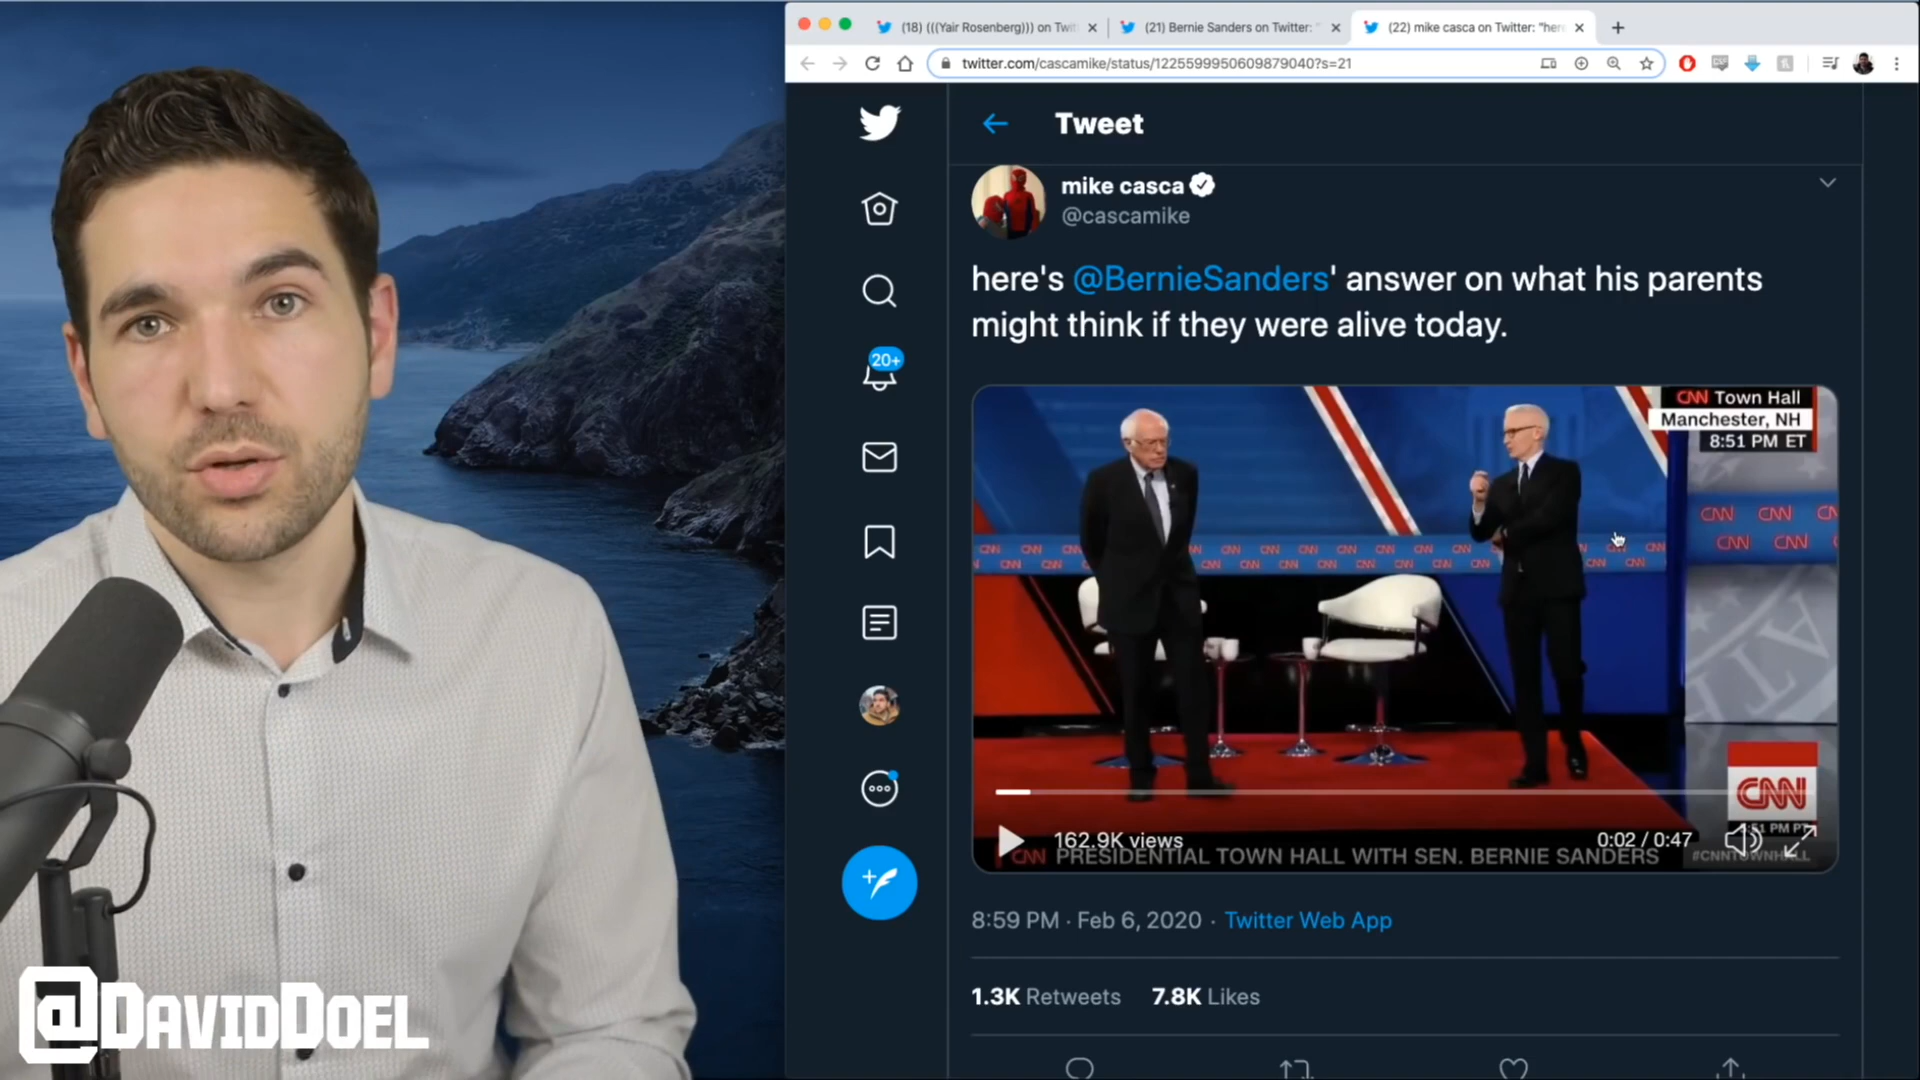 (18) (((Yair Rosenberg))) on Twit
(21) Bernie Sanders on Twitter: "
(22) mike casca on Twitter: "here
twitter.com/cascamike/status/1225599950609879040?s=21
Tweet
mike casca
@cascamike
here's @BernieSanders' answer on what his parents
might think if they were alive today.
CNN Town Hall
Manchester, NH
8:51 PM ET
20+
CNN
162.9K views
0:02 / 0:47
CNN PRESIDENTIAL TOWN HALL WITH SEN. BERNIE SANDERS
#CNNTOWNHALL
8:59 PM · Feb 6, 2020 · Twitter Web App
1.3K Retweets 7.8K Likes
@DAVIDDOEL